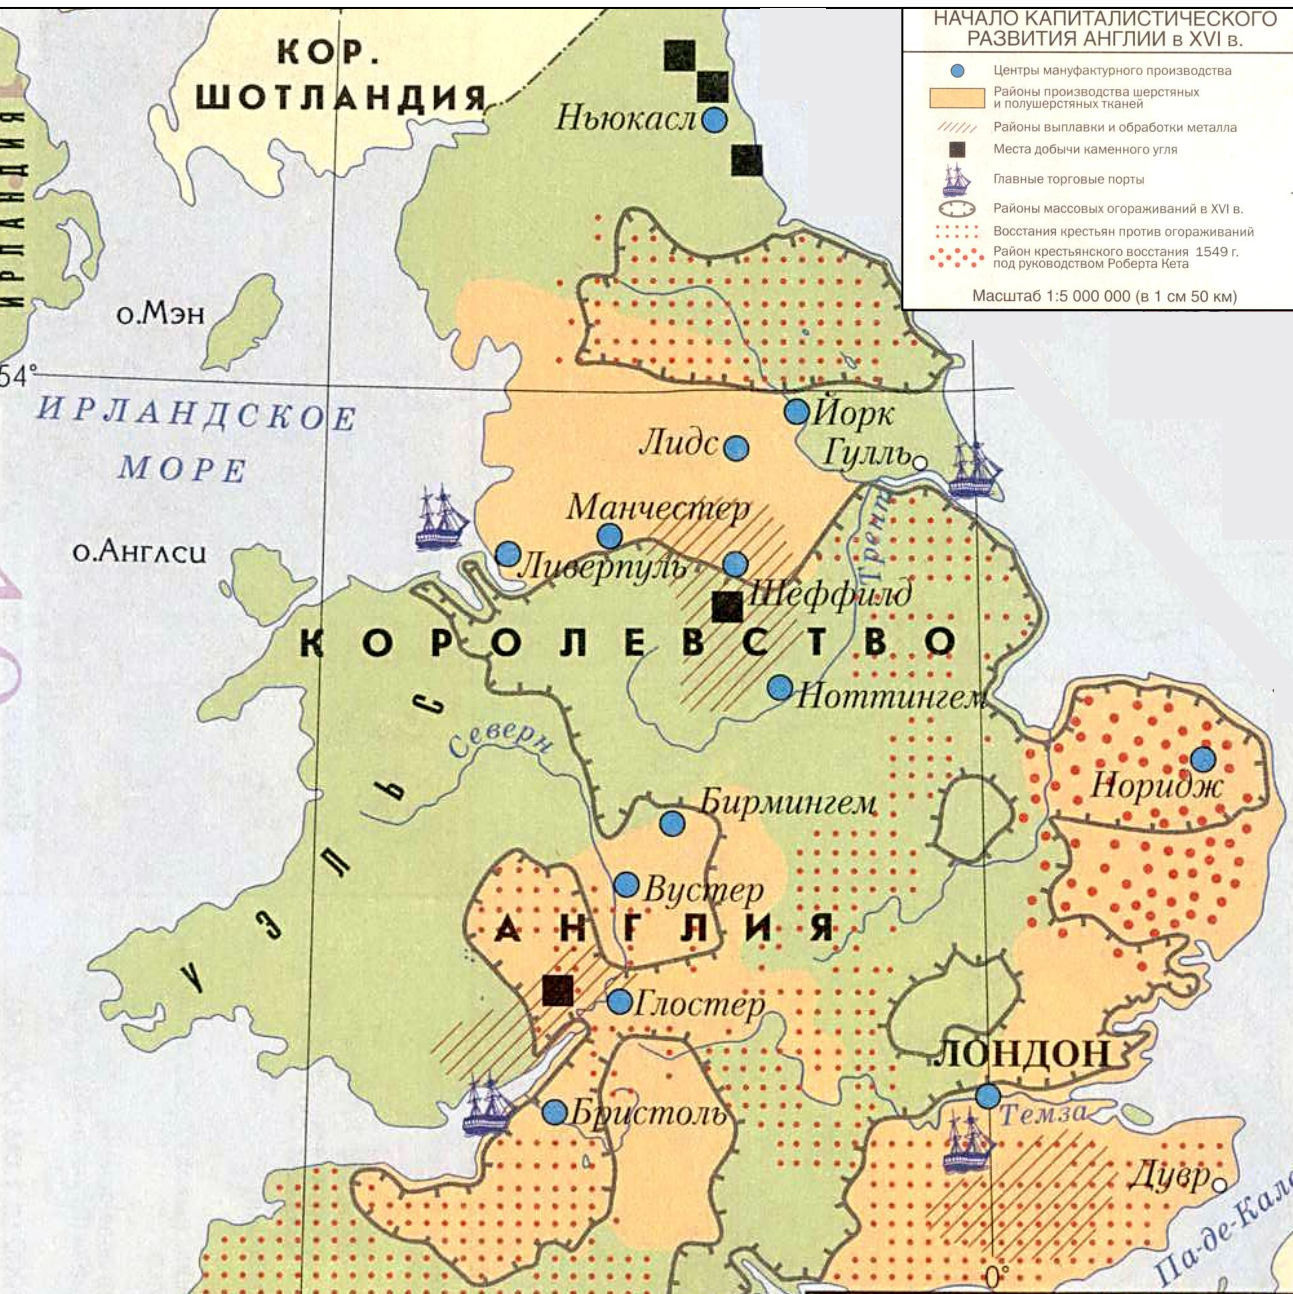 НАЧАЛО КАПИТАЛИСТИЧЕСКОГО
РАЗВИТИЯ АНГЛИИ в XVI в.
Центры мануфактурного производства
Районы производства шерстяных
и полушерстяных тканей
Районы выплавки и обработки металла
Места добычи каменного угля
Главные торговые порты
Районы массовых огораживаний в XVI в.
Восстания крестьян против огораживаний
Район крестьянского восстания 1549 г.
под руководством Роберта Кета
Масштаб 1:5 000 000 (в 1 см 50 км)
КОР.
ШОТЛАНДИЯ
ИРЛАНДИЯ
Ньюкасл
о.Мэн
54°
ИРЛАНДСКОЕ
МОРЕ
Йорк
Лидс
Гулль
Манчестер
Трент
о.Англси
Ливерпуль
Шеффилд
КОРОЛЕВСТВО
Ноттингем
УЭЛЬС
Северн
Норидж
Бирмингем
Вустер
АНГЛИЯ
Глостер
ЛОНДОН
Темза
Бристоль
Дувр
Па-де-Кале
0°